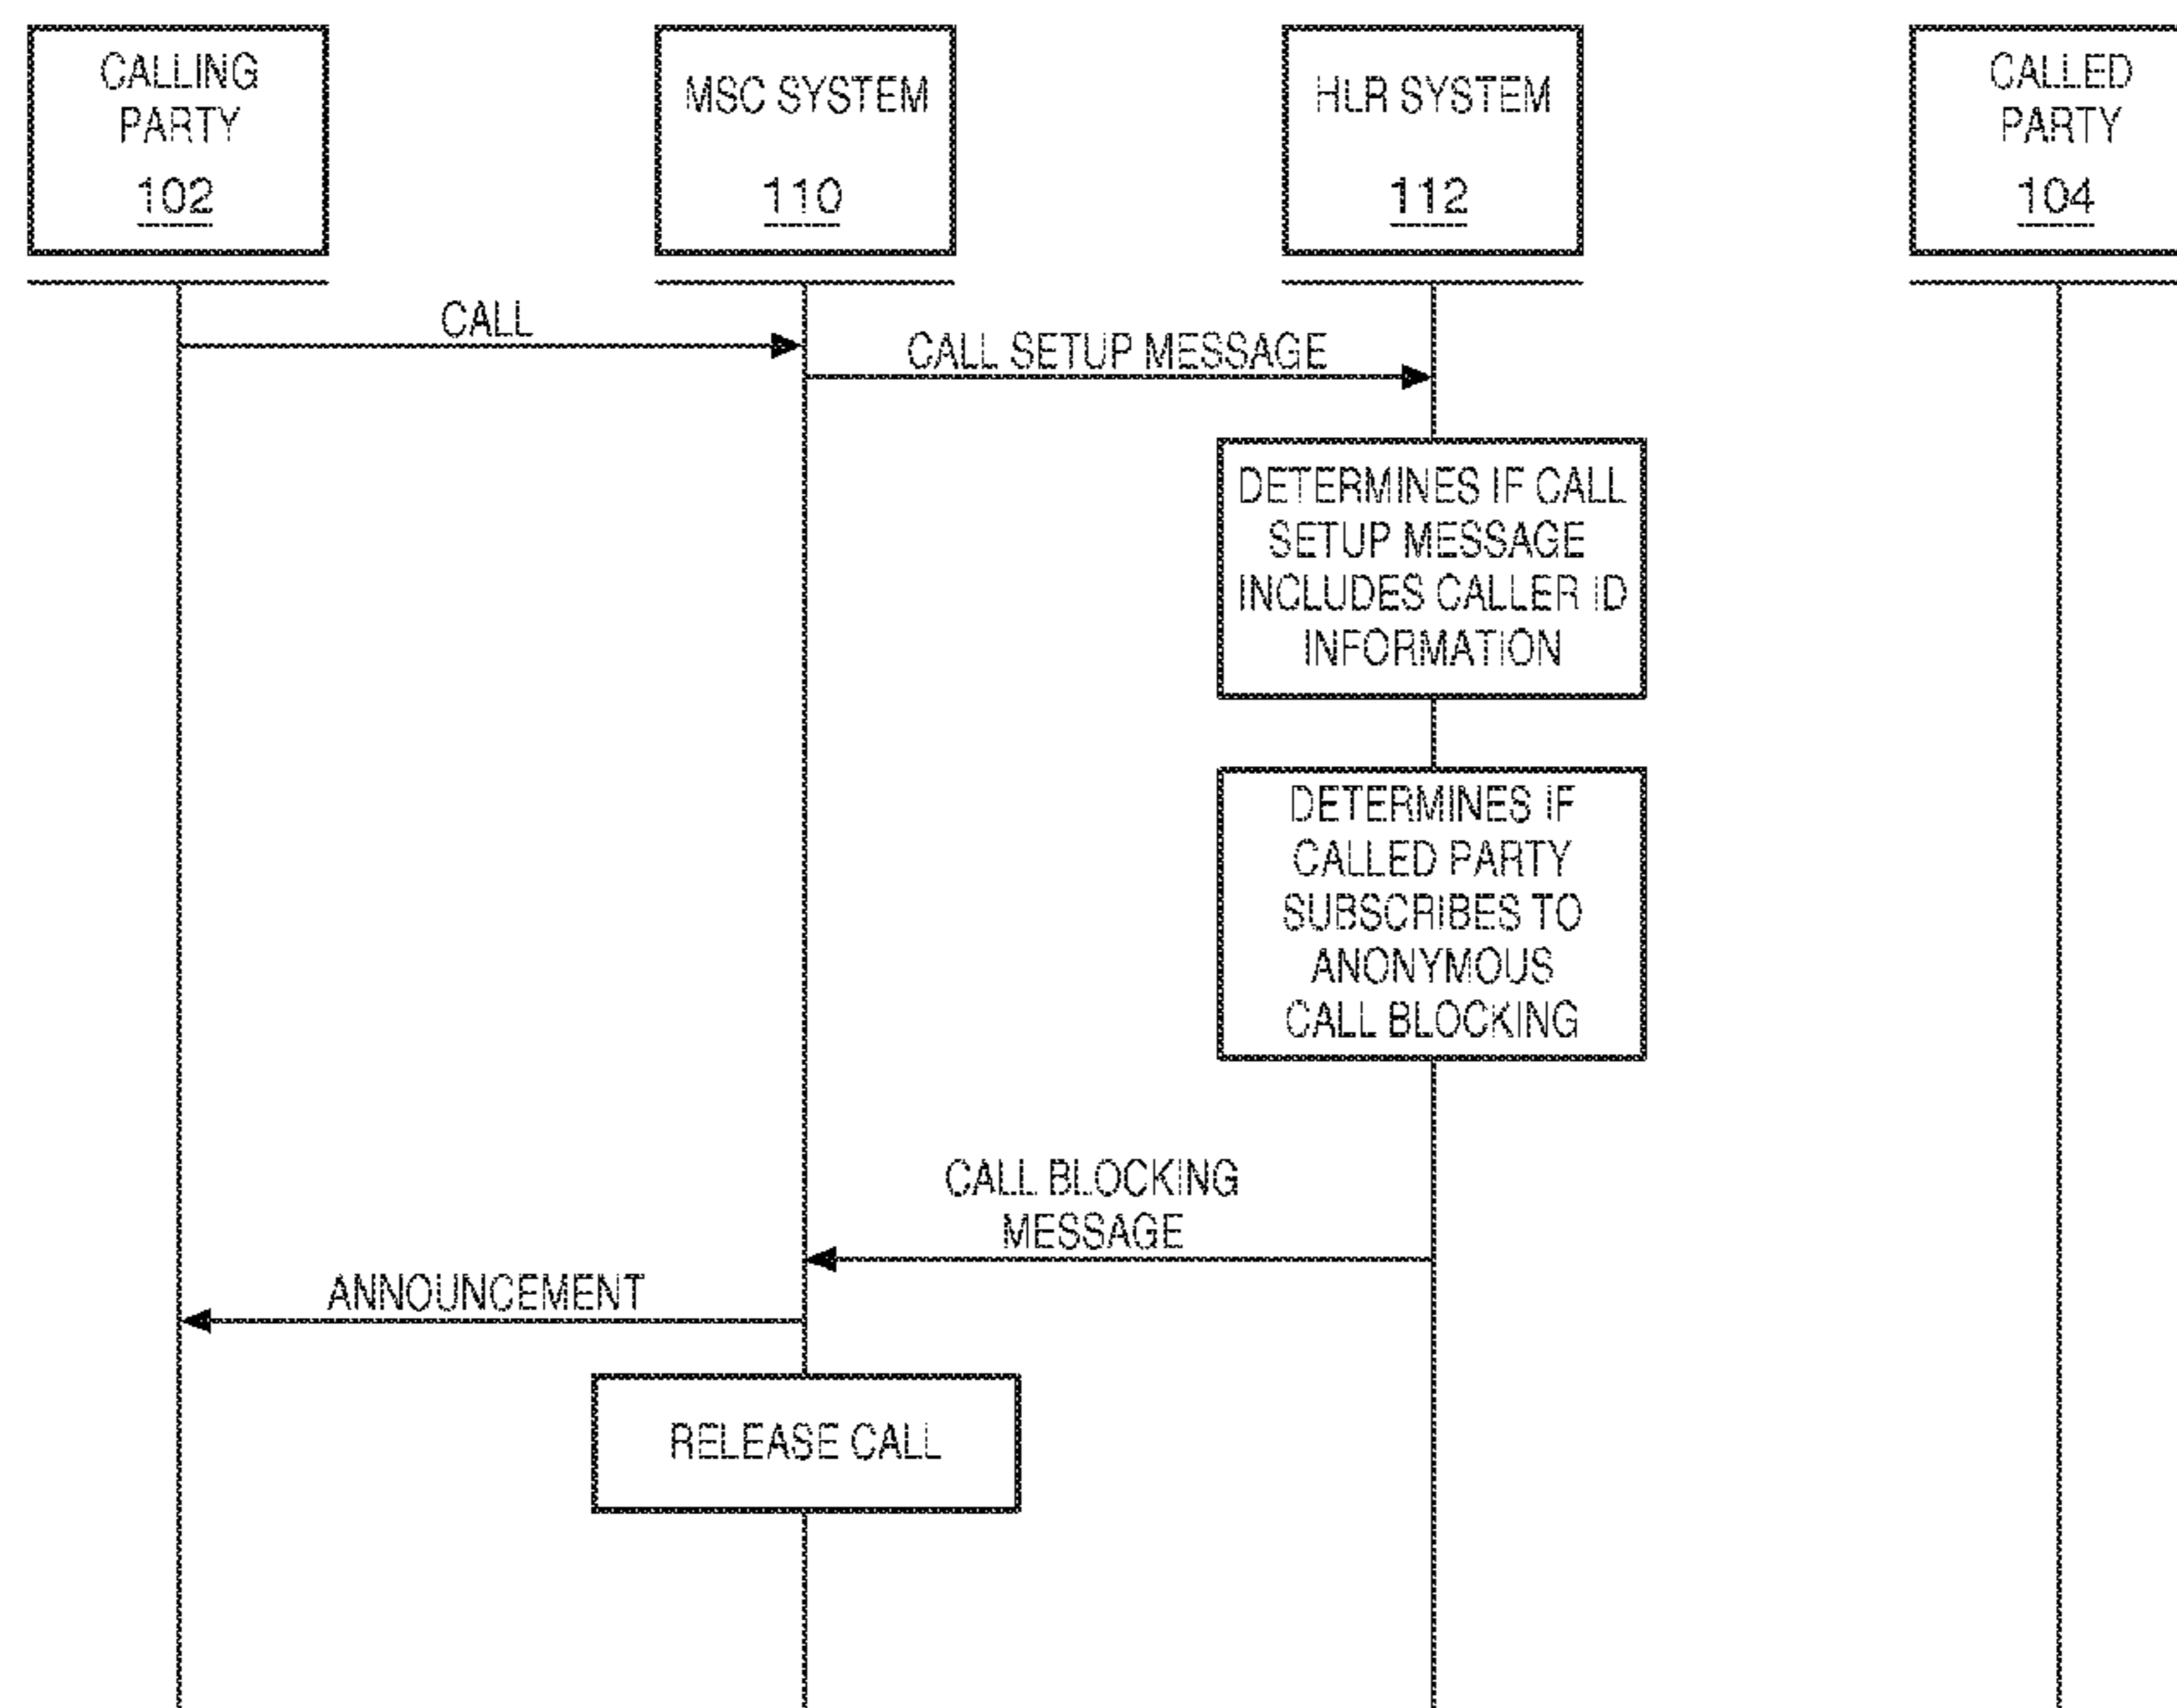 CALLING
PARTY
102
MSC SYSTEM
110
HLR SYSTEM
112
CALLED
PARTY
104
CALL
CALL SETUP MESSAGE
DETERMINES IF CALL
SETUP MESSAGE
INCLUDES CALLER ID
INFORMATION
DETERMINES IF
CALLED PARTY
SUBSCRIBES TO
ANONYMOUS
CALL BLOCKING
CALL BLOCKING
MESSAGE
ANNOUNCEMENT
RELEASE CALL